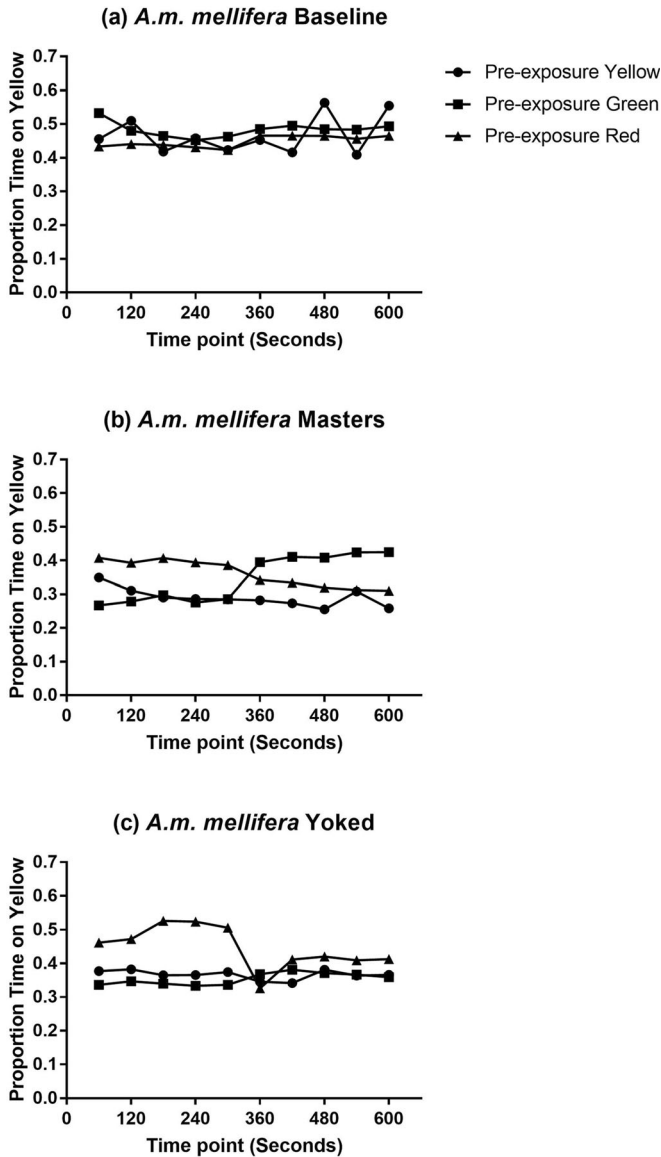 (a) A.m. mellifera Baseline
Proportion Time on Yellow
0.7
0.6
0.5
0.4
0.3
0.2
0.1
0.0
0 120 240 360 480 600
Time point (Seconds)
Pre-exposure Yellow
Pre-exposure Green
Pre-exposure Red
(b) A.m. mellifera Masters
Proportion Time on Yellow
0.7
0.6
0.5
0.4
0.3
0.2
0.1
0.0
0 120 240 360 480 600
Time point (Seconds)
(c) A.m. mellifera Yoked
Proportion Time on Yellow
0.7
0.6
0.5
0.4
0.3
0.2
0.1
0.0
0 120 240 360 480 600
Time point (Seconds)